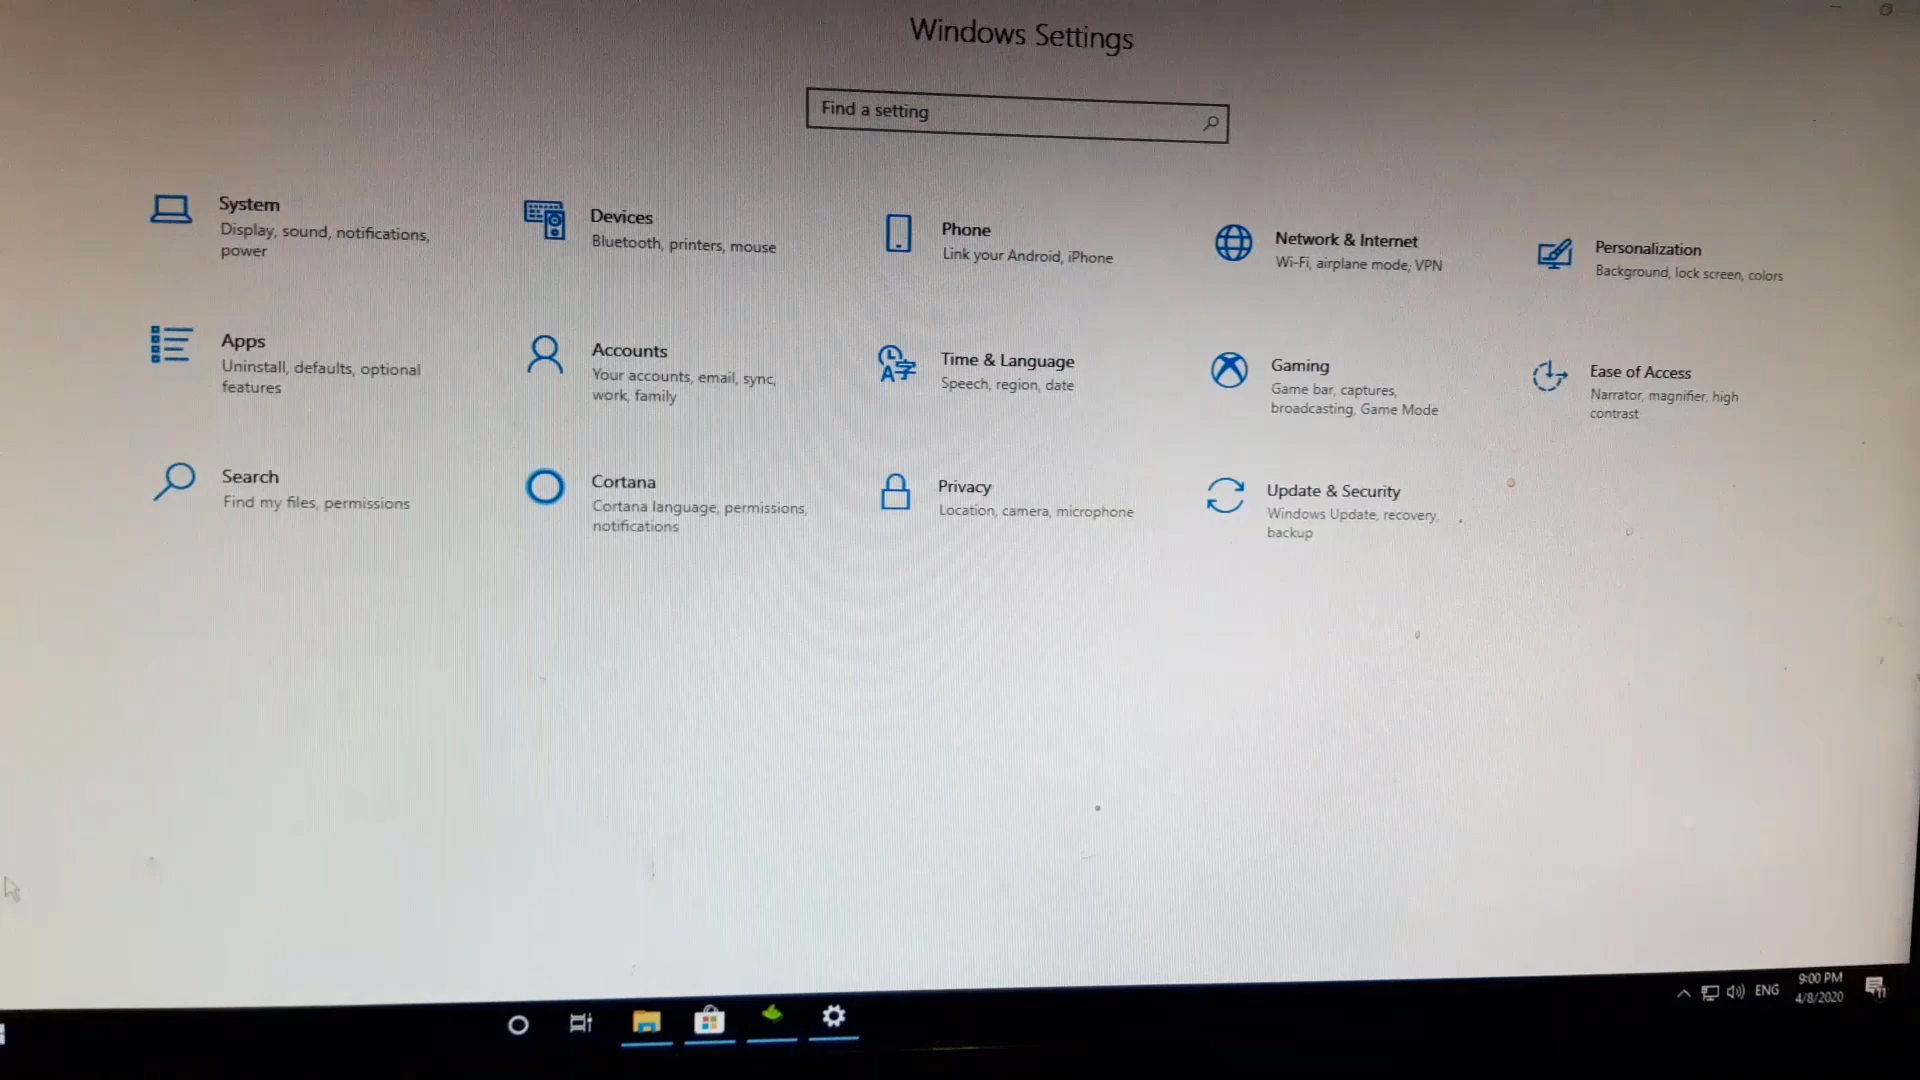 Windows Settings
Find a setting
System
Display, sound, notifications,
power
Devices
Bluetooth, printers, mouse
Phone
Link your Android, iPhone
Network & Internet
Wi-Fi, airplane mode, VPN
Personalization
Background, lock screen, colors
Apps
Uninstall, defaults, optional
features
Accounts
Your accounts, email, sync,
work, family
Time & Language
Speech, region, date
Gaming
Game bar, captures,
broadcasting, Game Mode
Ease of Access
Narrator, magnifier, high
contrast
Search
Find my files, permissions
Cortana
Cortana language, permissions,
notifications
Privacy
Location, camera, microphone
Update & Security
Windows Update, recovery,
backup
ENG
9:00 PM
4/8/2020
11